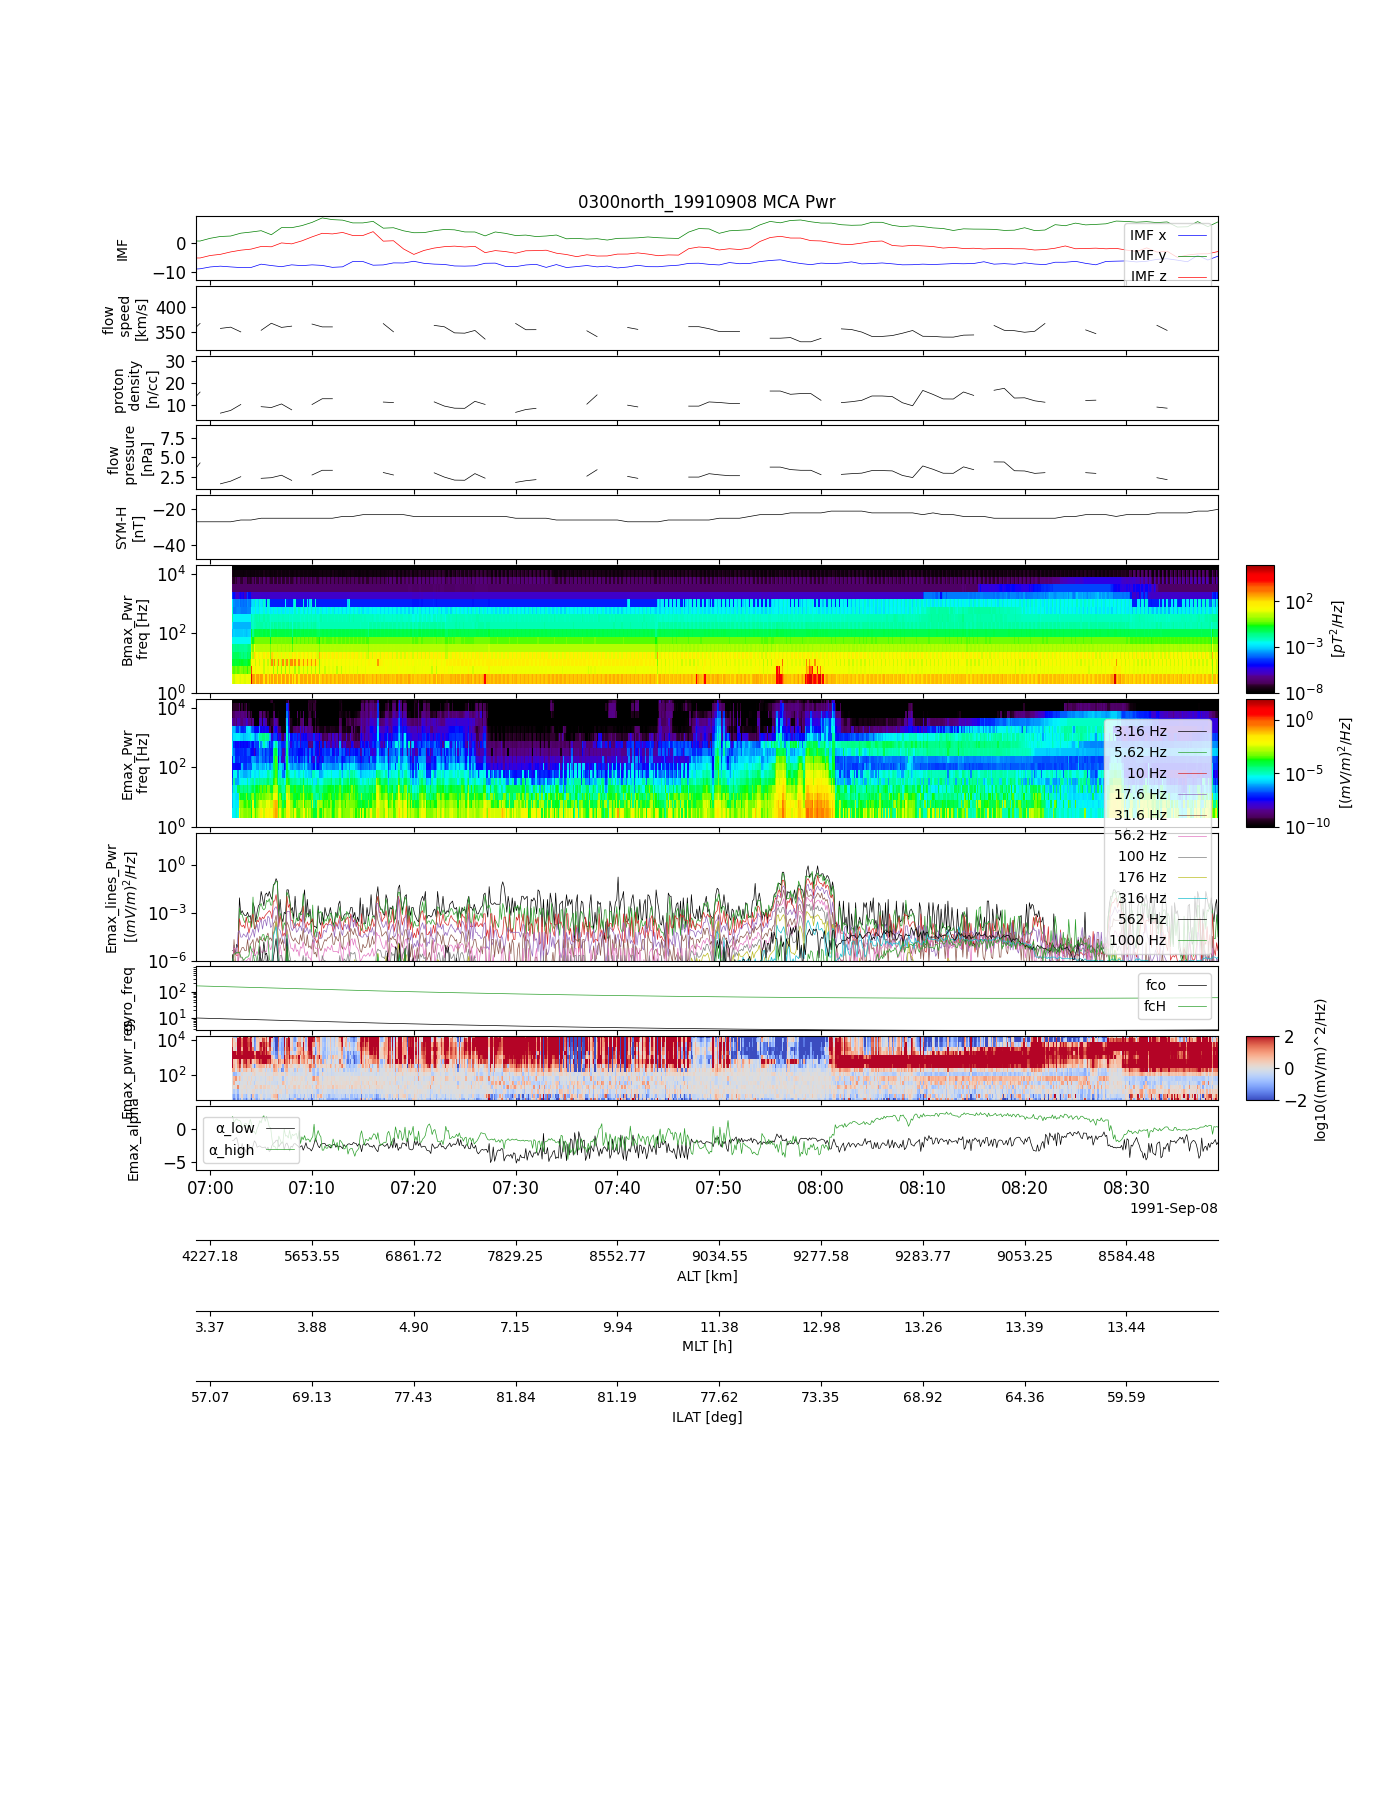 0300north_19910908 MCA Pwr
IMF
0
−10
IMF x
IMF y
IMF z
flow
speed
[km/s]
400
350
proton
density
[n/cc]
30
20
10
flow
pressure
[nPa]
7.5
5.0
2.5
SYM-H
[nT]
−20
−40
Bmax_Pwr
freq [Hz]
10^4
10^2
10^0
10^2
10^−3
10^−8
[pT^2/Hz]
Emax_Pwr
freq [Hz]
10^4
10^2
10^0
10^0
10^−5
10^−10
[(mV/m)^2/Hz]
3.16 Hz
5.62 Hz
10 Hz
17.6 Hz
31.6 Hz
56.2 Hz
100 Hz
176 Hz
316 Hz
562 Hz
1000 Hz
Emax_lines_Pwr
[(mV/m)^2/Hz]
10^0
10^−3
10^−6
gyro_freq
10^2
10^1
fco
fcH
Emax_pwr_reg
10^4
10^2
2
0
−2
log10((mV/m)^2/Hz)
Emax_alpha
0
−5
α_low
α_high
07:00 07:10 07:20 07:30 07:40 07:50 08:00 08:10 08:20 08:30
1991-Sep-08
4227.18 5653.55 6861.72 7829.25 8552.77 9034.55 9277.58 9283.77 9053.25 8584.48
ALT [km]
3.37 3.88 4.90 7.15 9.94 11.38 12.98 13.26 13.39 13.44
MLT [h]
57.07 69.13 77.43 81.84 81.19 77.62 73.35 68.92 64.36 59.59
ILAT [deg]